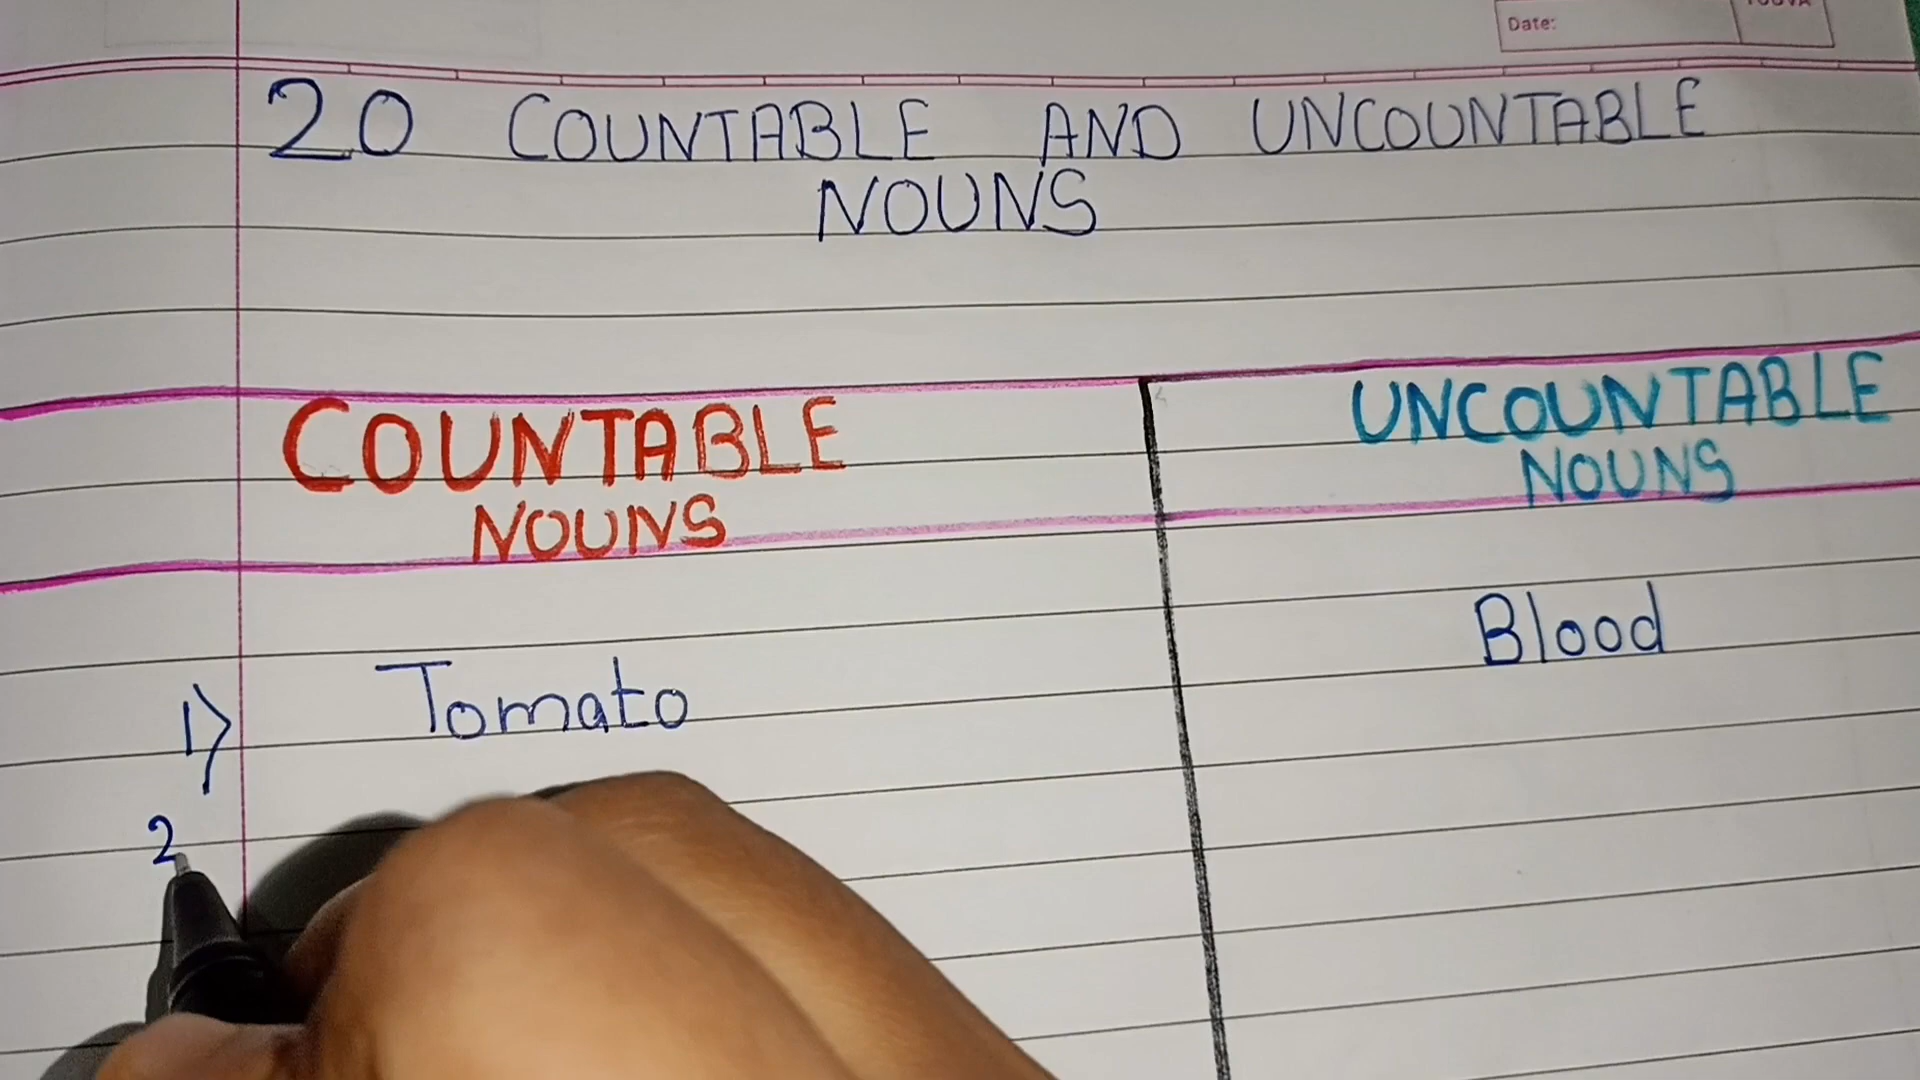 Date:
20 COUNTABLE AND UNCOUNTABLE
NOUNS
COUNTABLE
NOUNS
UNCOUNTABLE
NOUNS
1) Tomato
Blood
2